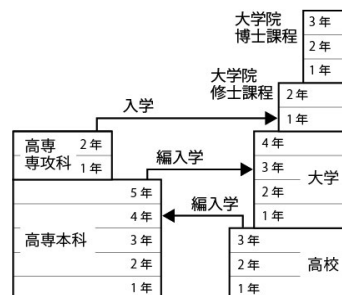 大学院
博士課程
3 年
2 年
1 年
大学院
修士課程
2 年
1 年
入学
高専
専攻科
2 年
1 年
編入学
4 年
3 年
2 年
1 年
大学
5 年
4 年
3 年
2 年
1 年
高専本科
編入学
3 年
2 年
1 年
高校